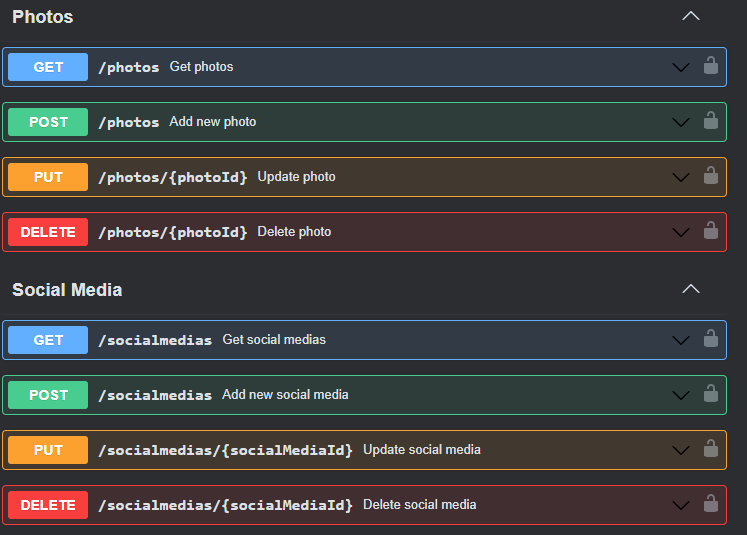 Photos
GET /photos Get photos
POST /photos Add new photo
PUT /photos/{photoId} Update photo
DELETE /photos/{photoId} Delete photo
Social Media
GET /socialmedias Get social medias
POST /socialmedias Add new social media
PUT /socialmedias/{socialMediaId} Update social media
DELETE /socialmedias/{socialMediaId} Delete social media